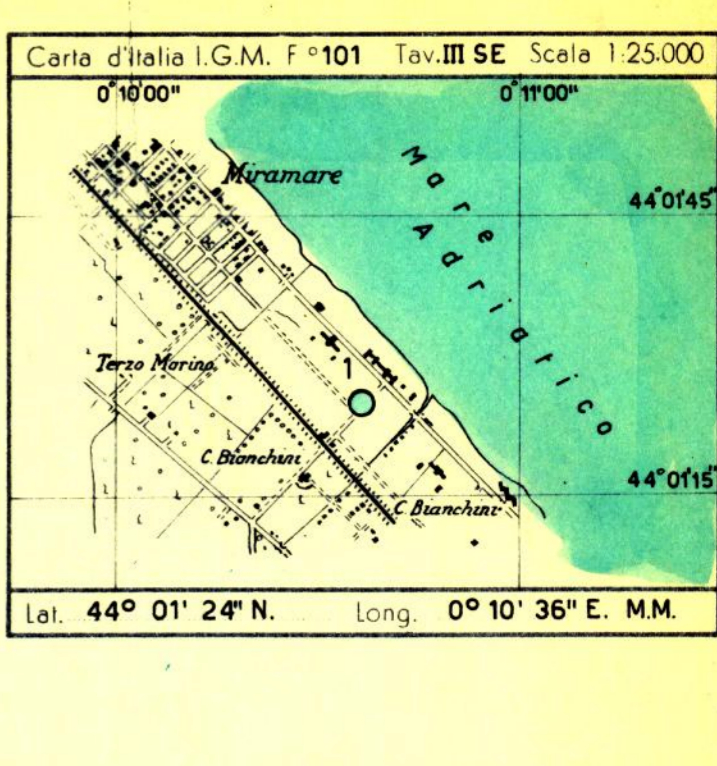 Carta d'Italia I.G.M. F° 101 Tav. III SE Scala 1:25.000
0°10'00" 0°11'00"
Miramare
Mare Adriatico
44°01'45"
Terzo Marino
1
C. Bianchini
44°01'15"
C. Bianchini
Lat. 44° 01' 24" N. Long. 0° 10' 36" E. M.M.